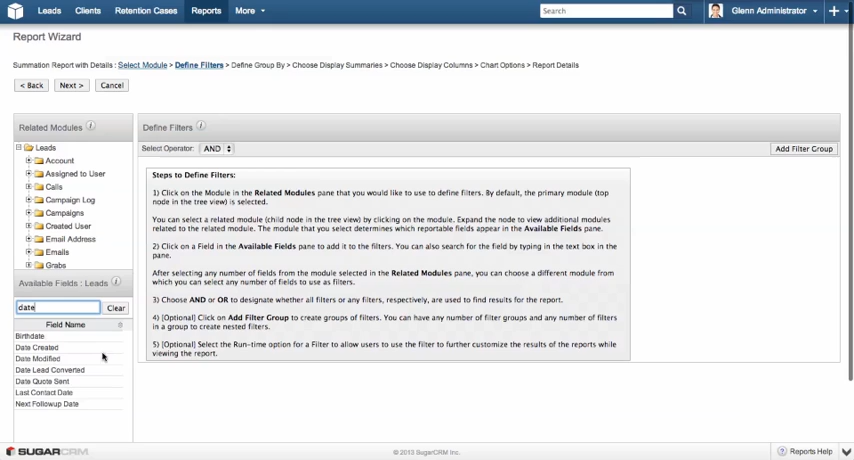 Leads Clients Retention Cases Reports More Search Glenn Administrator
Report Wizard
Summation Report with Details : Select Module > Define Filters > Define Group By > Choose Display Summaries > Choose Display Columns > Chart Options > Report Details
< Back Next > Cancel
Related Modules
Leads
Account
Assigned to User
Calls
Campaign Log
Campaigns
Created User
Email Address
Emails
Grabs
Available Fields : Leads
date Clear
Field Name
Birthdate
Date Created
Date Modified
Date Lead Converted
Date Quote Sent
Last Contact Date
Next Followup Date
Define Filters
Select Operator: AND Add Filter Group
Steps to Define Filters:
1) Click on the Module in the Related Modules pane that you would like to use to define filters. By default, the primary module (top
node in the tree view) is selected.
You can select a related module (child node in the tree view) by clicking on the module. Expand the node to view additional modules
related to the related module. The module that you select determines which reportable fields appear in the Available Fields pane.
2) Click on a Field in the Available Fields pane to add it to the filters. You can also search for the field by typing in the text box in the
pane.
After selecting any number of fields from the module selected in the Related Modules pane, you can choose a different module from
which you can select any number of fields to use as filters.
3) Choose AND or OR to designate whether all filters or any filters, respectively, are used to find results for the report.
4) [Optional] Click on Add Filter Group to create groups of filters. You can have any number of filter groups and any number of filters
in a group to create nested filters.
5) [Optional] Select the Run-time option for a Filter to allow users to use the filter to further customize the results of the reports while
viewing the report.
SUGARCRM © 2013 SugarCRM Inc. Reports Help